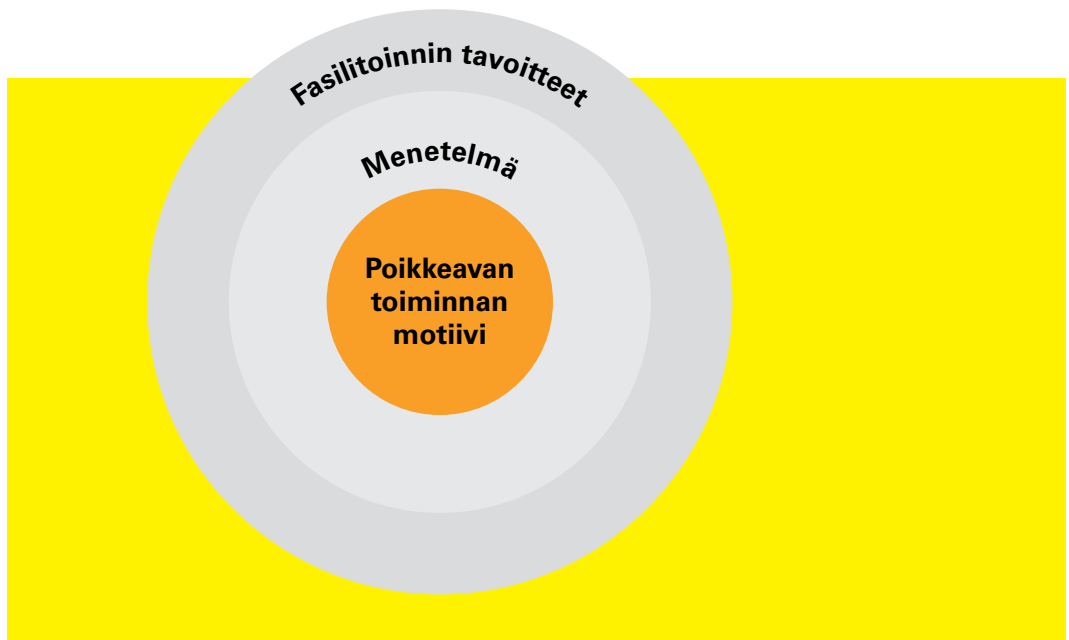 Fasilitoinnin tavoitteet
Menetelmä
Poikkeavan
toiminnan
motiivi